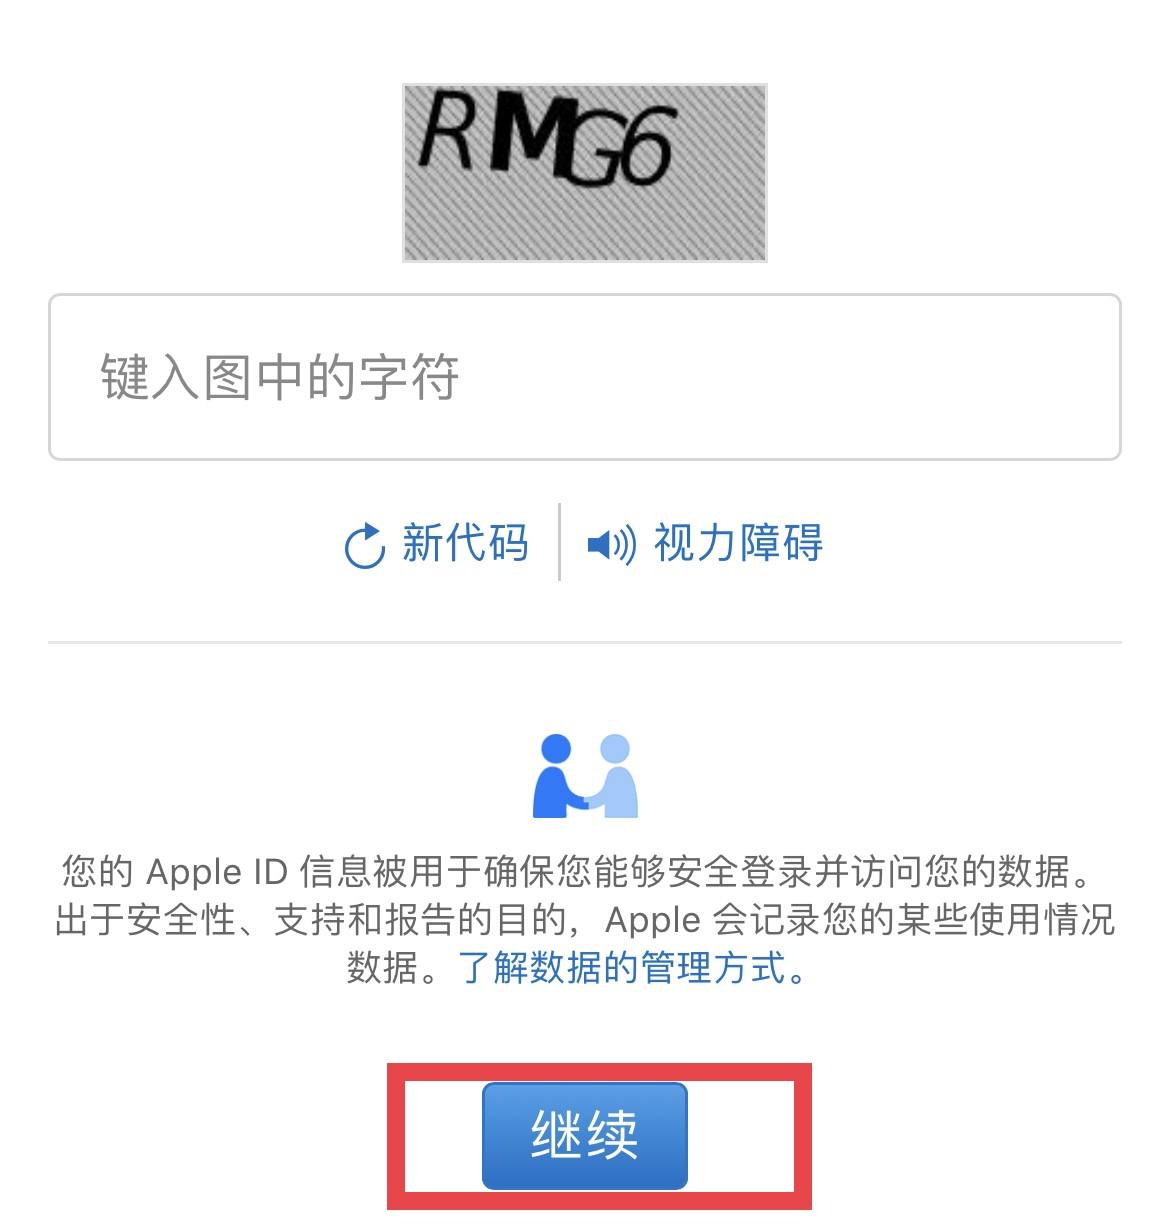 RMG6
键入图中的字符
新代码 视力障碍
您的 Apple ID 信息被用于确保您能够安全登录并访问您的数据。
出于安全性、支持和报告的目的，Apple 会记录您的某些使用情况
数据。了解数据的管理方式。
继续